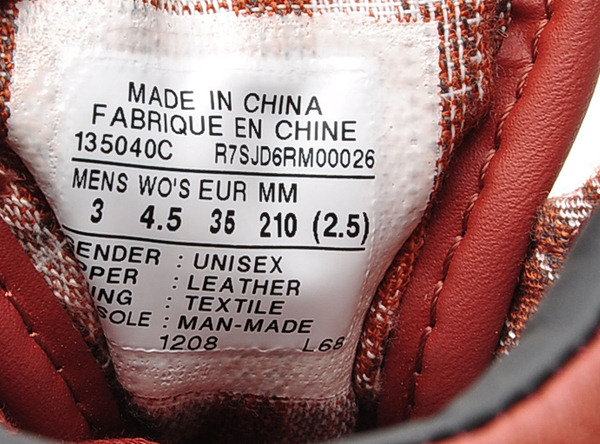 MADE IN CHINA
FABRIQUE EN CHINE
135040C R7SJD6RM00026
MENS WO'S EUR MM
3 4.5 35 210 (2.5)
ENDER : UNISEX
PPER : LEATHER
NG : TEXTILE
SOLE : MAN-MADE
1208 L68